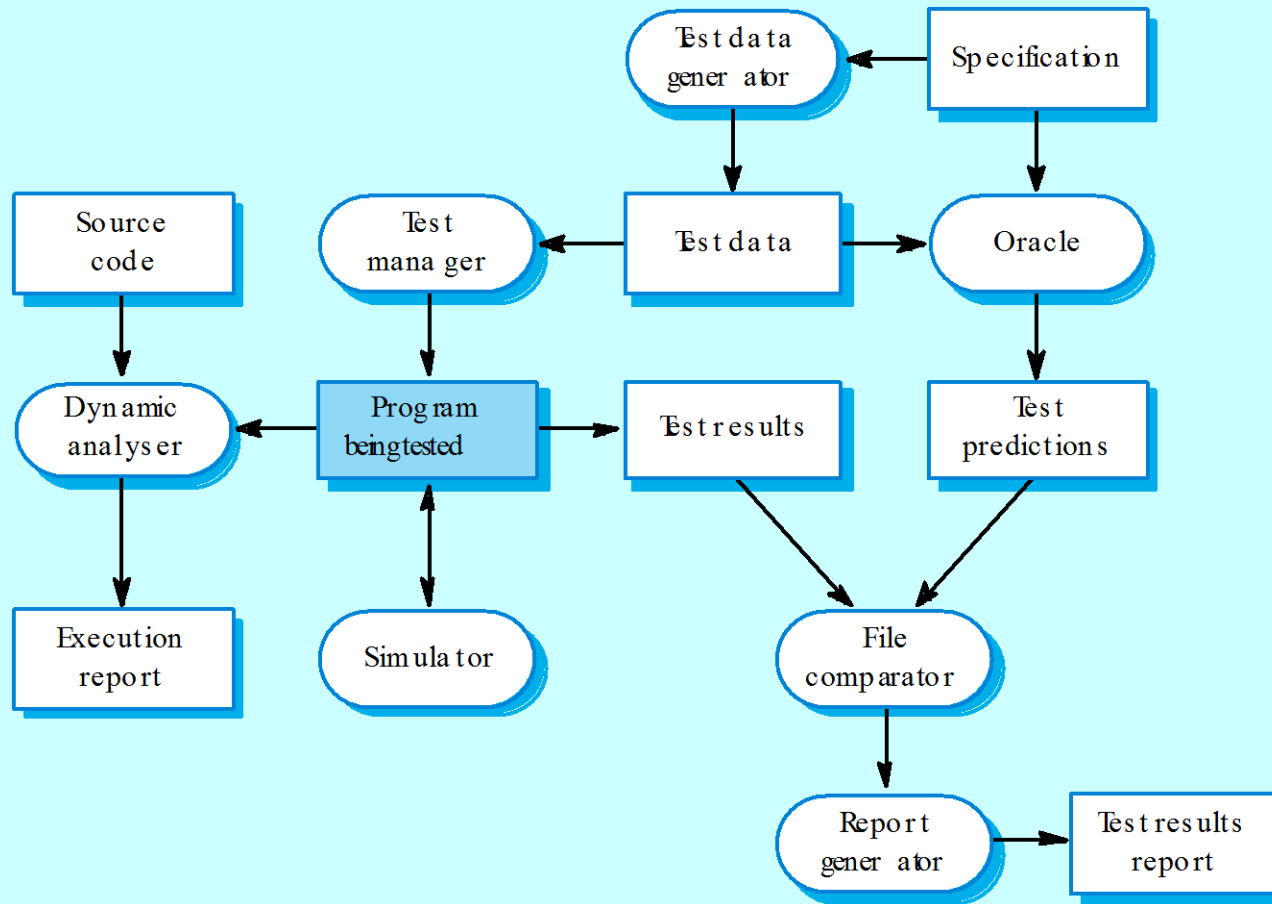 Test data
generator
Specification
Source
code
Test
manager
Test data
Oracle
Dynamic
analyser
Program
being tested
Test results
Test
predictions
Execution
report
Simulator
File
comparator
Report
generator
Test results
report